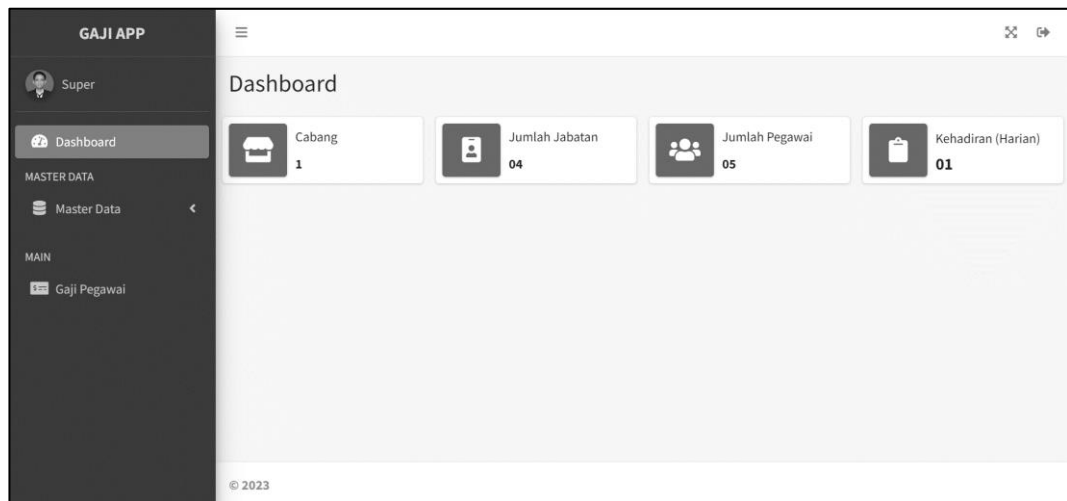 GAJI APP
Super
Dashboard
MASTER DATA
Master Data
MAIN
Gaji Pegawai
Dashboard
Cabang
1
Jumlah Jabatan
04
Jumlah Pegawai
05
Kehadiran (Harian)
01
© 2023